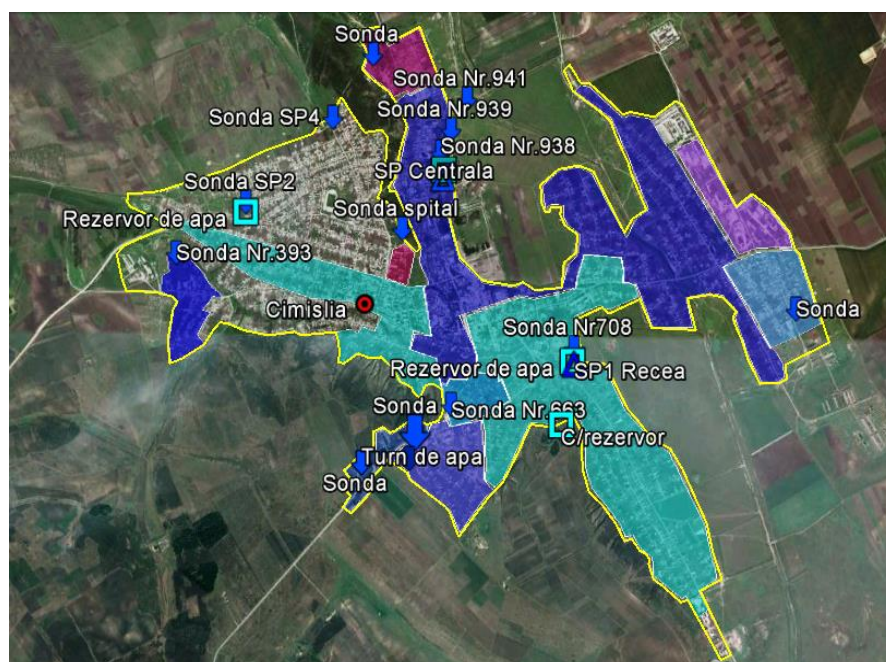 Sonda
Sonda Nr.941
Sonda Nr.939
Sonda SP4
Sonda Nr.938
SP Centrala
Sonda SP2
Sonda spital
Rezervor de apa
Sonda Nr.393
Cimislia
Sonda
Sonda Nr708
Rezervor de apa
SP1 Recea
Sonda
Sonda Nr.663
C/rezervor
Turn de apa
Sonda